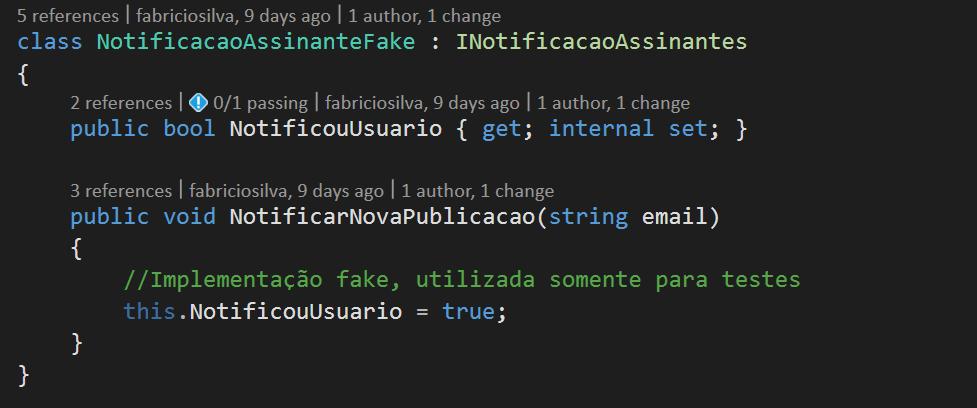 5 references | fabriciosilva, 9 days ago | 1 author, 1 change
class NotificacaoAssinanteFake : INotificacaoAssinantes
{
2 references | 0/1 passing | fabriciosilva, 9 days ago | 1 author, 1 change
public bool NotificouUsuario { get; internal set; }
3 references | fabriciosilva, 9 days ago | 1 author, 1 change
public void NotificarNovaPublicacao(string email)
{
//Implementação fake, utilizada somente para testes
this.NotificouUsuario = true;
}
}